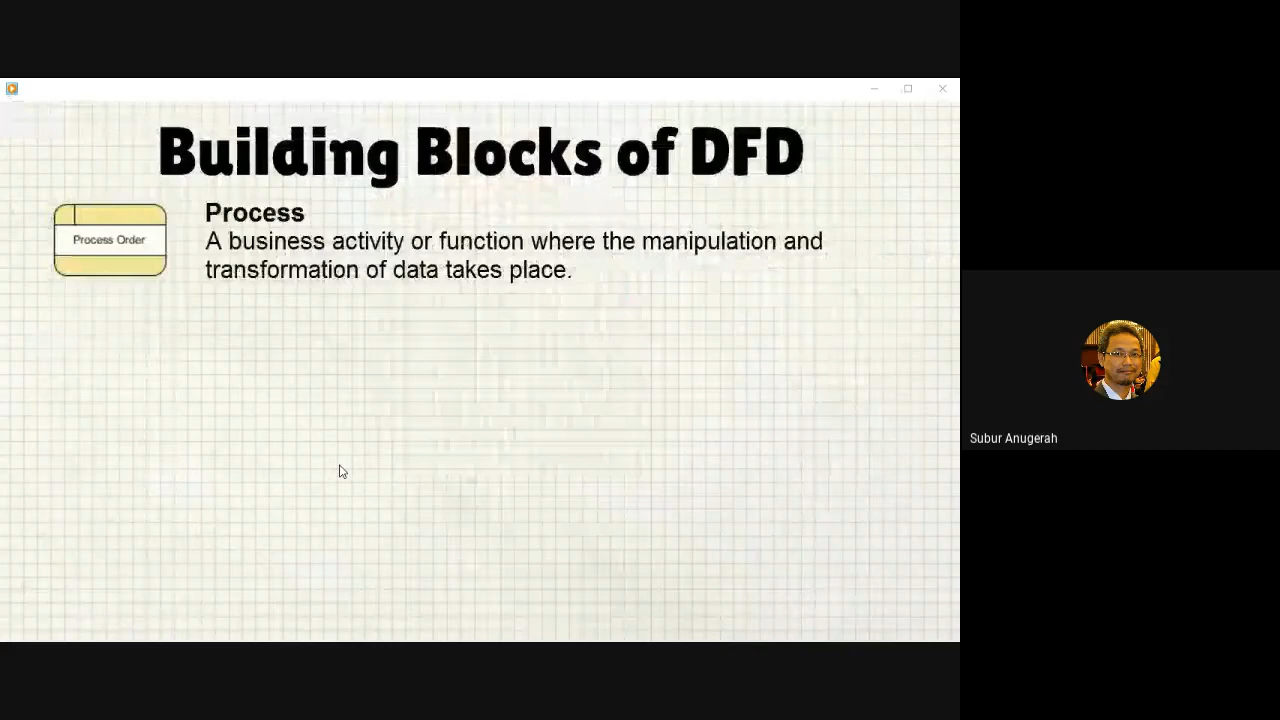 Building Blocks of DFD
Process Order
Process
A business activity or function where the manipulation and
transformation of data takes place.
Subur Anugerah